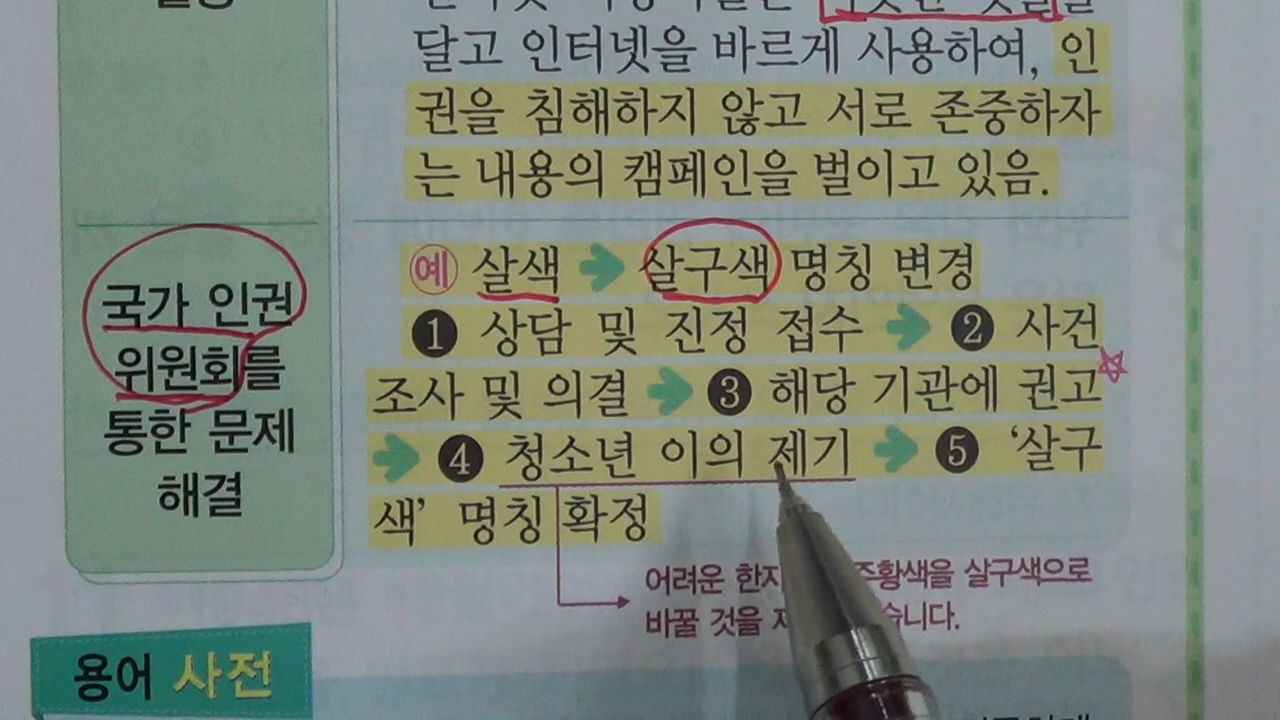 달고 인터넷을 바르게 사용하여, 인
권을 침해하지 않고 서로 존중하자
는 내용의 캠페인을 벌이고 있음.
국가 인권
위원회를
통한 문제
해결
예 살색 → 살구색 명칭 변경
❶ 상담 및 진정 접수 → ❷ 사건
조사 및 의결 → ❸ 해당 기관에 권고
→ ❹ 청소년 이의 제기 → ❺ ‘살구
색’ 명칭 확정
어려운 한자 살구색으로
바꿀 것을
용어 사전